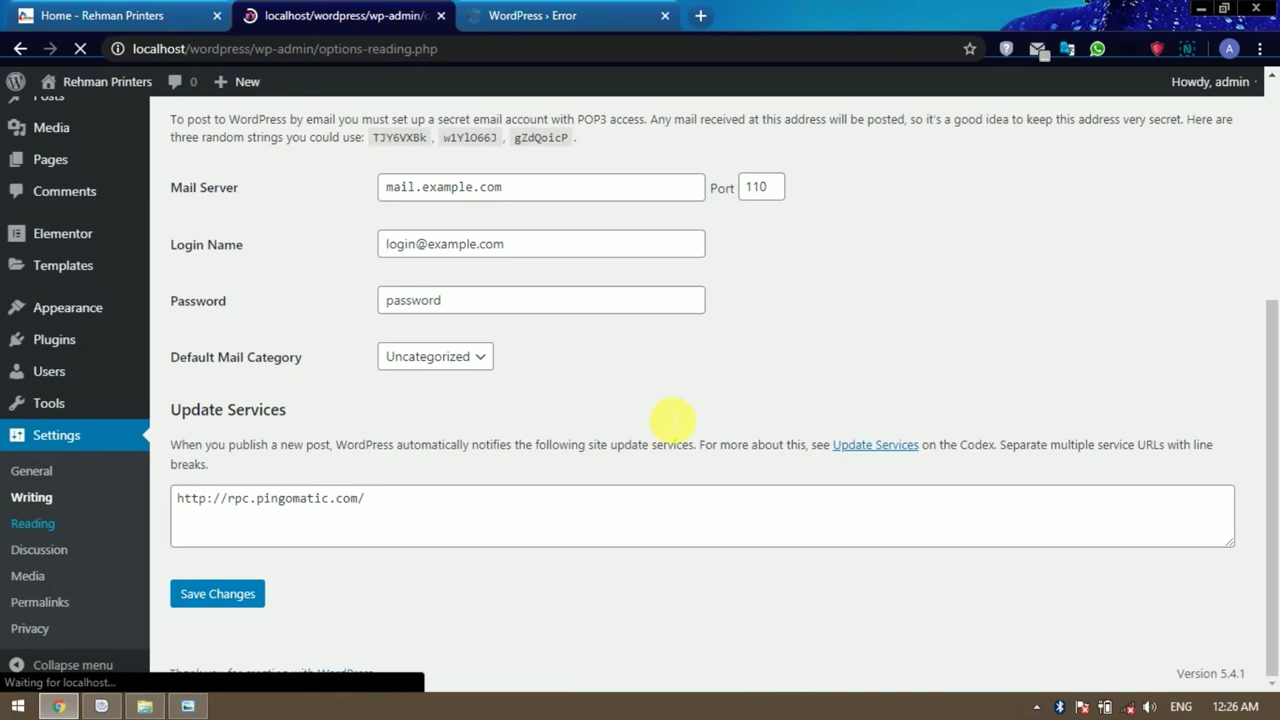 Home - Rehman Printers
localhost/wordpress/wp-admin/o
WordPress › Error
localhost/wordpress/wp-admin/options-reading.php
Rehman Printers 0 New Howdy, admin
Posts
Media
Pages
Comments
Elementor
Templates
Appearance
Plugins
Users
Tools
Settings
General
Writing
Reading
Discussion
Media
Permalinks
Privacy
Collapse menu
To post to WordPress by email you must set up a secret email account with POP3 access. Any mail received at this address will be posted, so it's a good idea to keep this address very secret. Here are
three random strings you could use: TJY6VXBk , w1YlO66J , gZdQoicP .
Mail Server mail.example.com Port 110
Login Name login@example.com
Password password
Default Mail Category Uncategorized
Update Services
When you publish a new post, WordPress automatically notifies the following site update services. For more about this, see Update Services on the Codex. Separate multiple service URLs with line
breaks.
http://rpc.pingomatic.com/
Save Changes
Thank you for creating with WordPress.
Version 5.4.1
Waiting for localhost...
ENG 12:26 AM